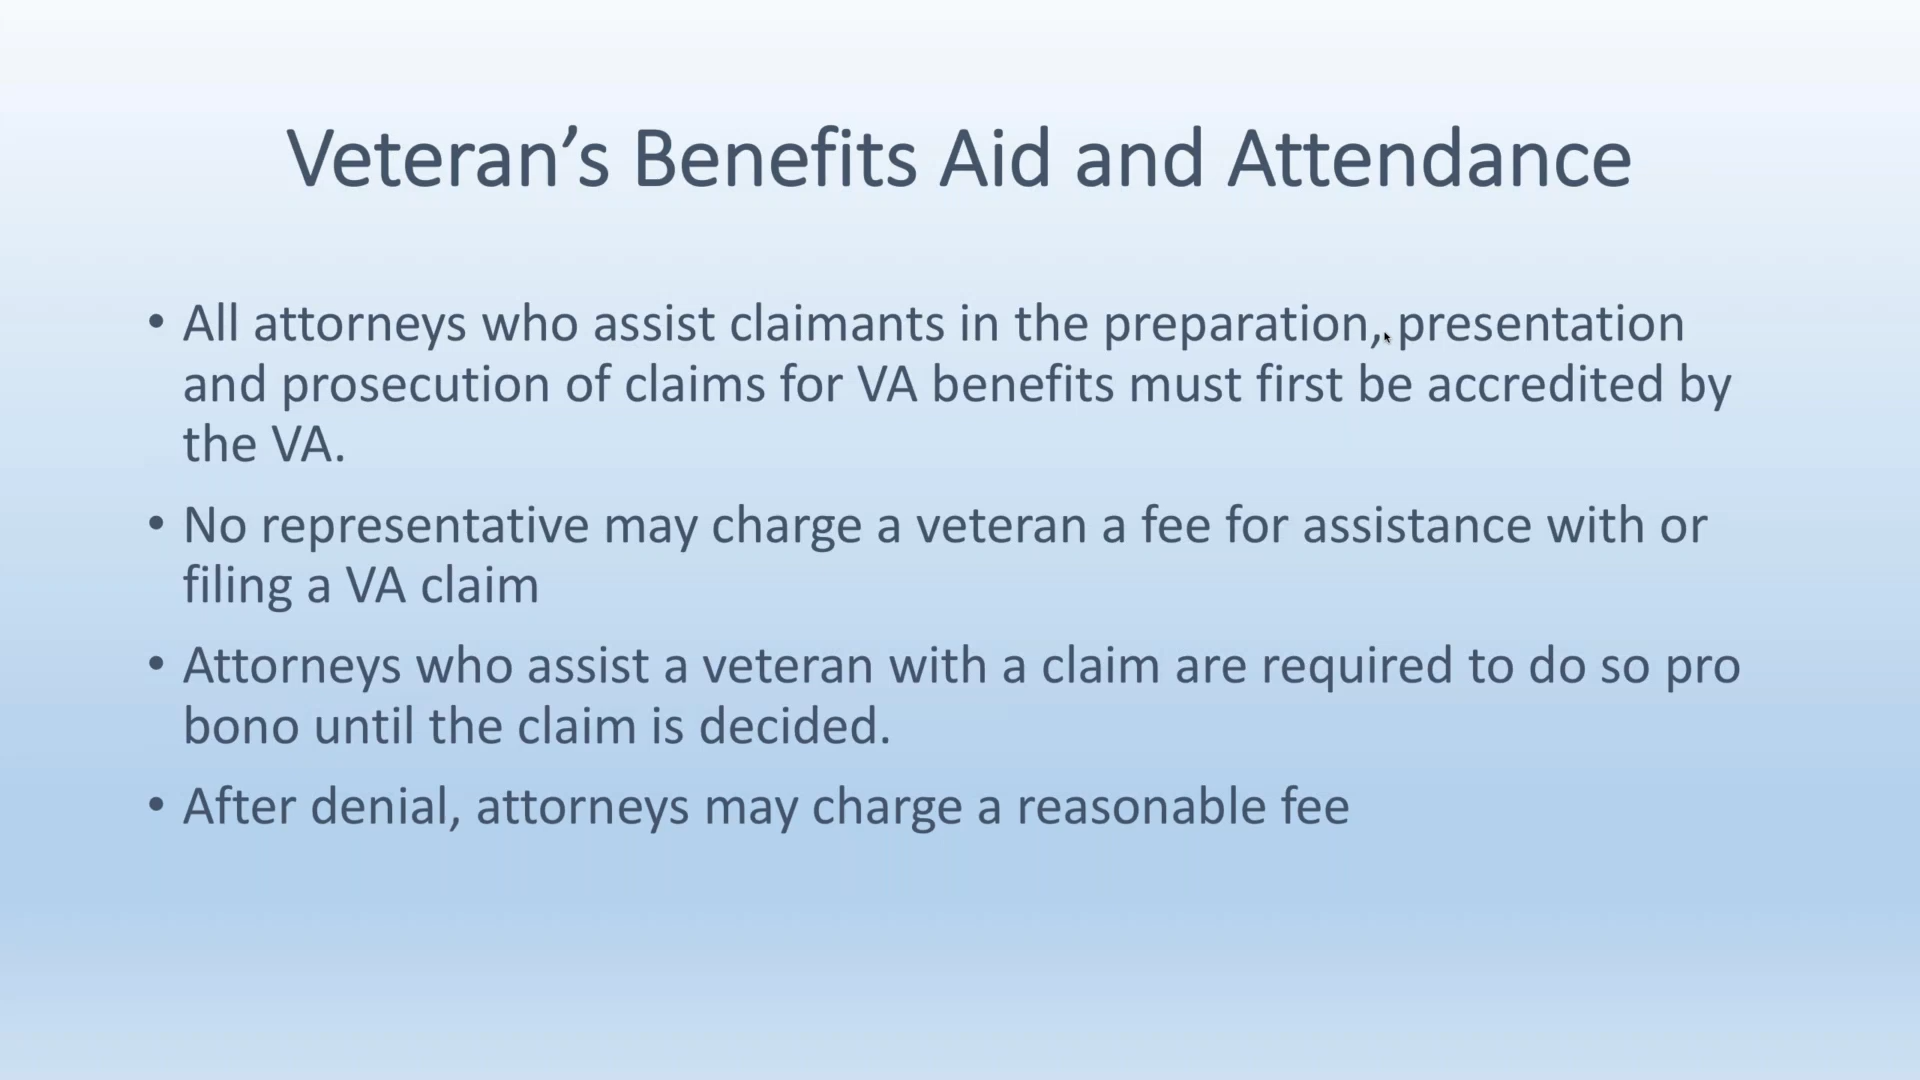 Veteran’s Benefits Aid and Attendance
• All attorneys who assist claimants in the preparation, presentation
and prosecution of claims for VA benefits must first be accredited by
the VA.
• No representative may charge a veteran a fee for assistance with or
filing a VA claim
• Attorneys who assist a veteran with a claim are required to do so pro
bono until the claim is decided.
• After denial, attorneys may charge a reasonable fee